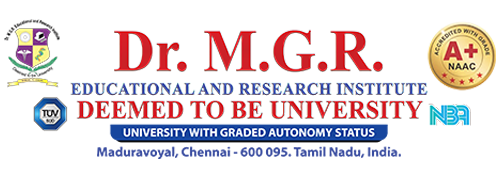 Dr. M.G.R.
EDUCATIONAL AND RESEARCH INSTITUTE
DEEMED TO BE UNIVERSITY
UNIVERSITY WITH GRADED AUTONOMY STATUS
Maduravoyal, Chennai - 600 095. Tamil Nadu, India.
ACCREDITED WITH GRADE
A+
NAAC
TÜV
NBA